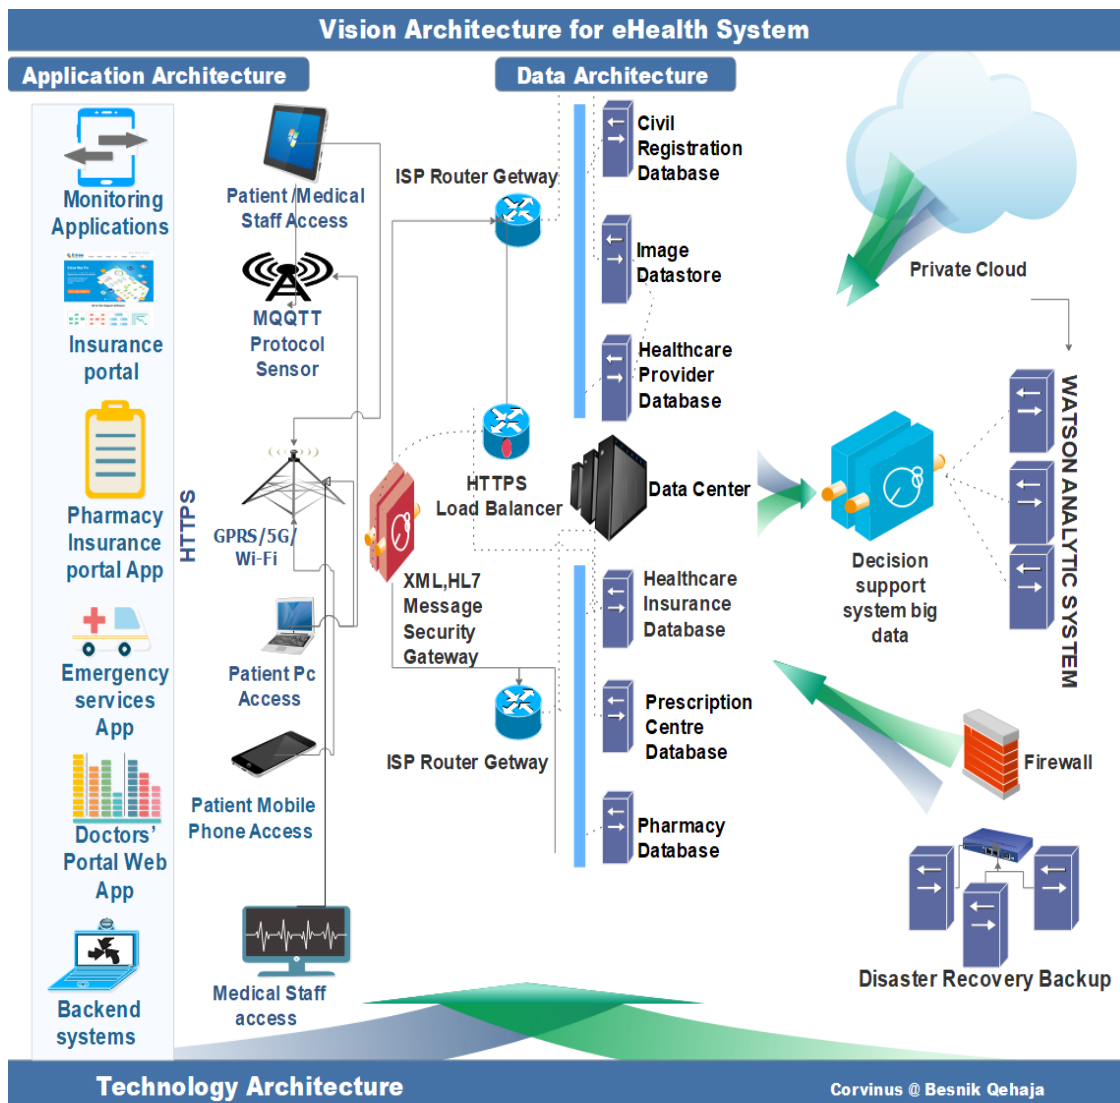 Vision Architecture for eHealth System
Application Architecture
Data Architecture
Monitoring
Applications
Insurance
portal
Pharmacy
Insurance
portal App
Emergency
services
App
Doctors’
Portal Web
App
Backend
systems
HTTPS
Patient /Medical
Staff Access
MQQTT
Protocol
Sensor
GPRS/5G/
Wi-Fi
Patient Pc
Access
Patient Mobile
Phone Access
Medical Staff
access
ISP Router Getway
HTTPS
Load Balancer
XML,HL7
Message
Security
Gateway
ISP Router Getway
Civil
Registration
Database
Image
Datastore
Healthcare
Provider
Database
Data Center
Healthcare
Insurance
Database
Prescription
Centre
Database
Pharmacy
Database
Private Cloud
Decision
support
system big
data
WATSON ANALYTIC SYSTEM
Firewall
Disaster Recovery Backup
Technology Architecture
Corvinus @ Besnik Qehaja